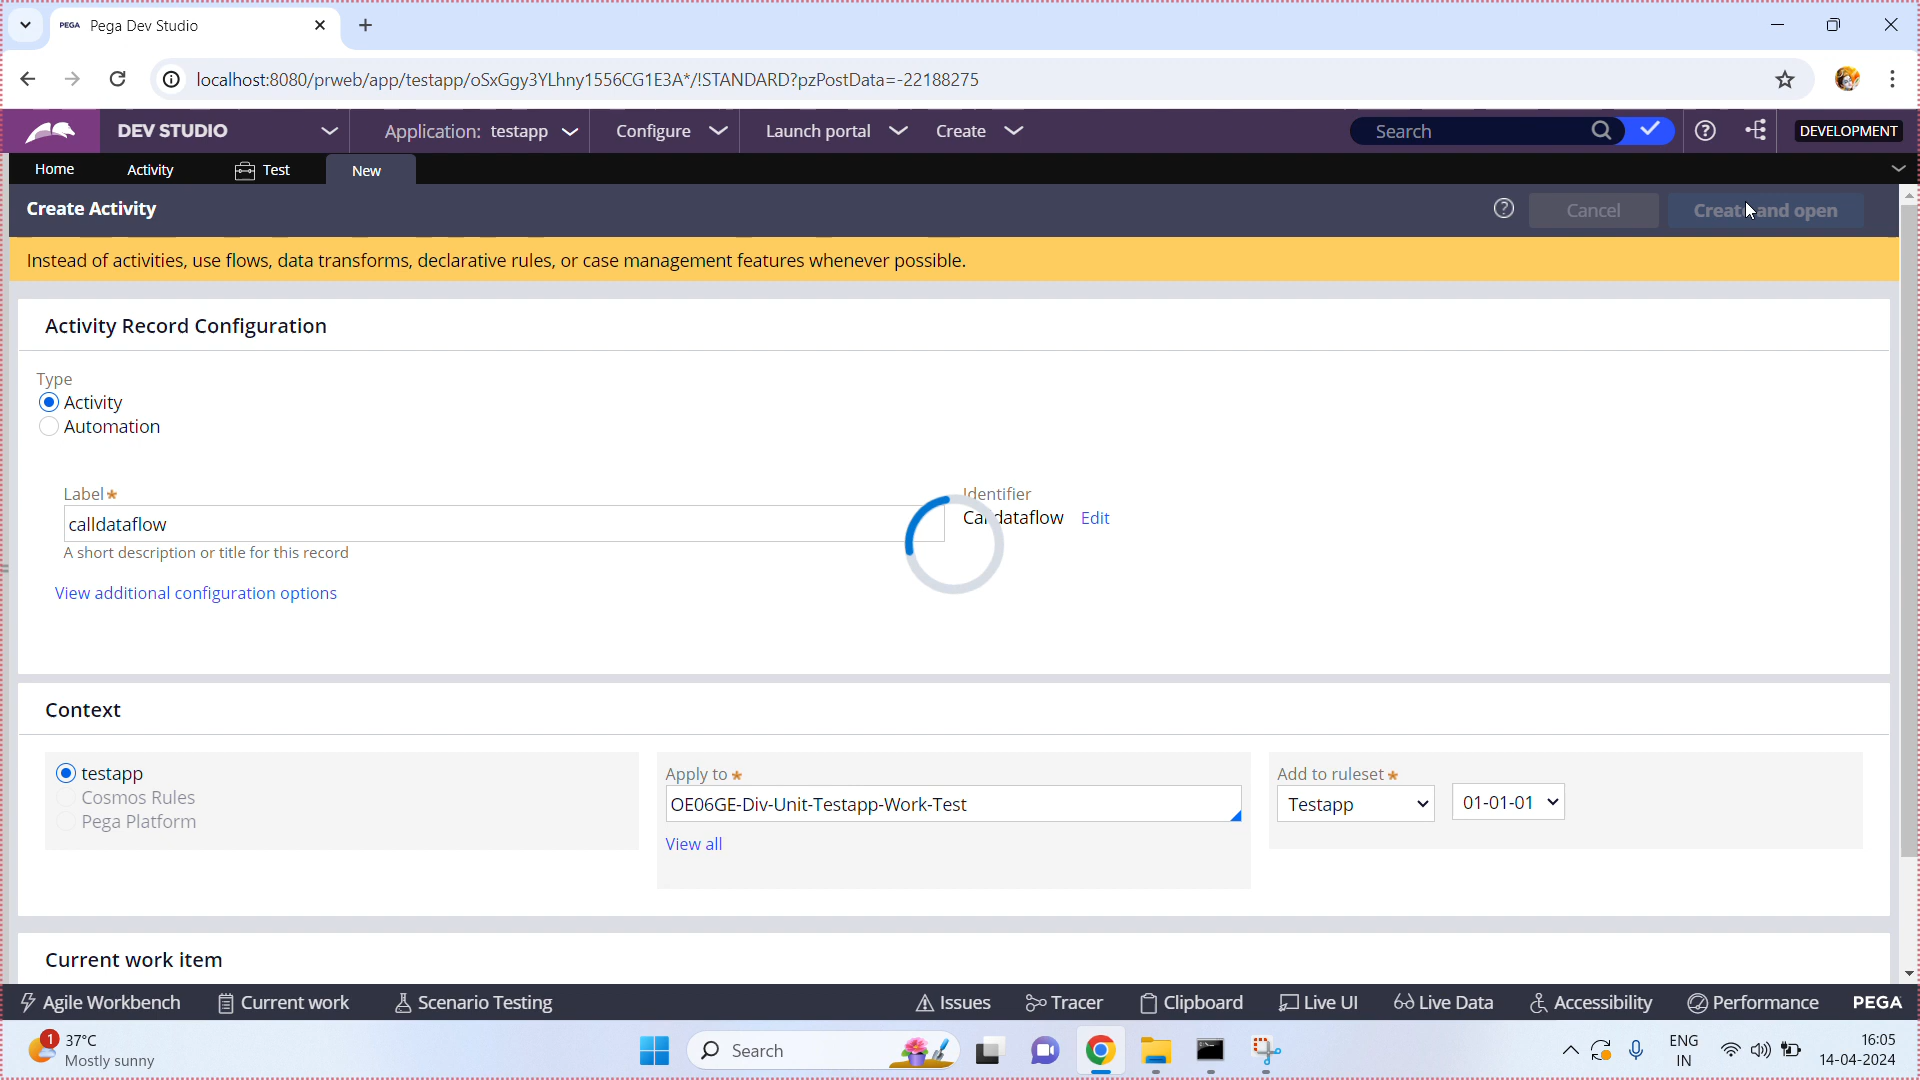 PEGA Pega Dev Studio
localhost:8080/prweb/app/testapp/oSxGgy3YLhny1556CG1E3A*/!STANDARD?pzPostData=-22188275
DEV STUDIO Application: testapp Configure Launch portal Create Search DEVELOPMENT
Home Activity Test New
Create Activity Cancel Create and open
Instead of activities, use flows, data transforms, declarative rules, or case management features whenever possible.
Activity Record Configuration
Type
Activity
Automation
Label* Identifier
calldataflow Calldataflow Edit
A short description or title for this record
View additional configuration options
Context
testapp Apply to* Add to ruleset*
Cosmos Rules OE06GE-Div-Unit-Testapp-Work-Test Testapp 01-01-01
Pega Platform
View all
Current work item
Agile Workbench Current work Scenario Testing Issues Tracer Clipboard Live UI Live Data Accessibility Performance PEGA
1 37°C
Mostly sunny
Search
ENG
IN
16:05
14-04-2024